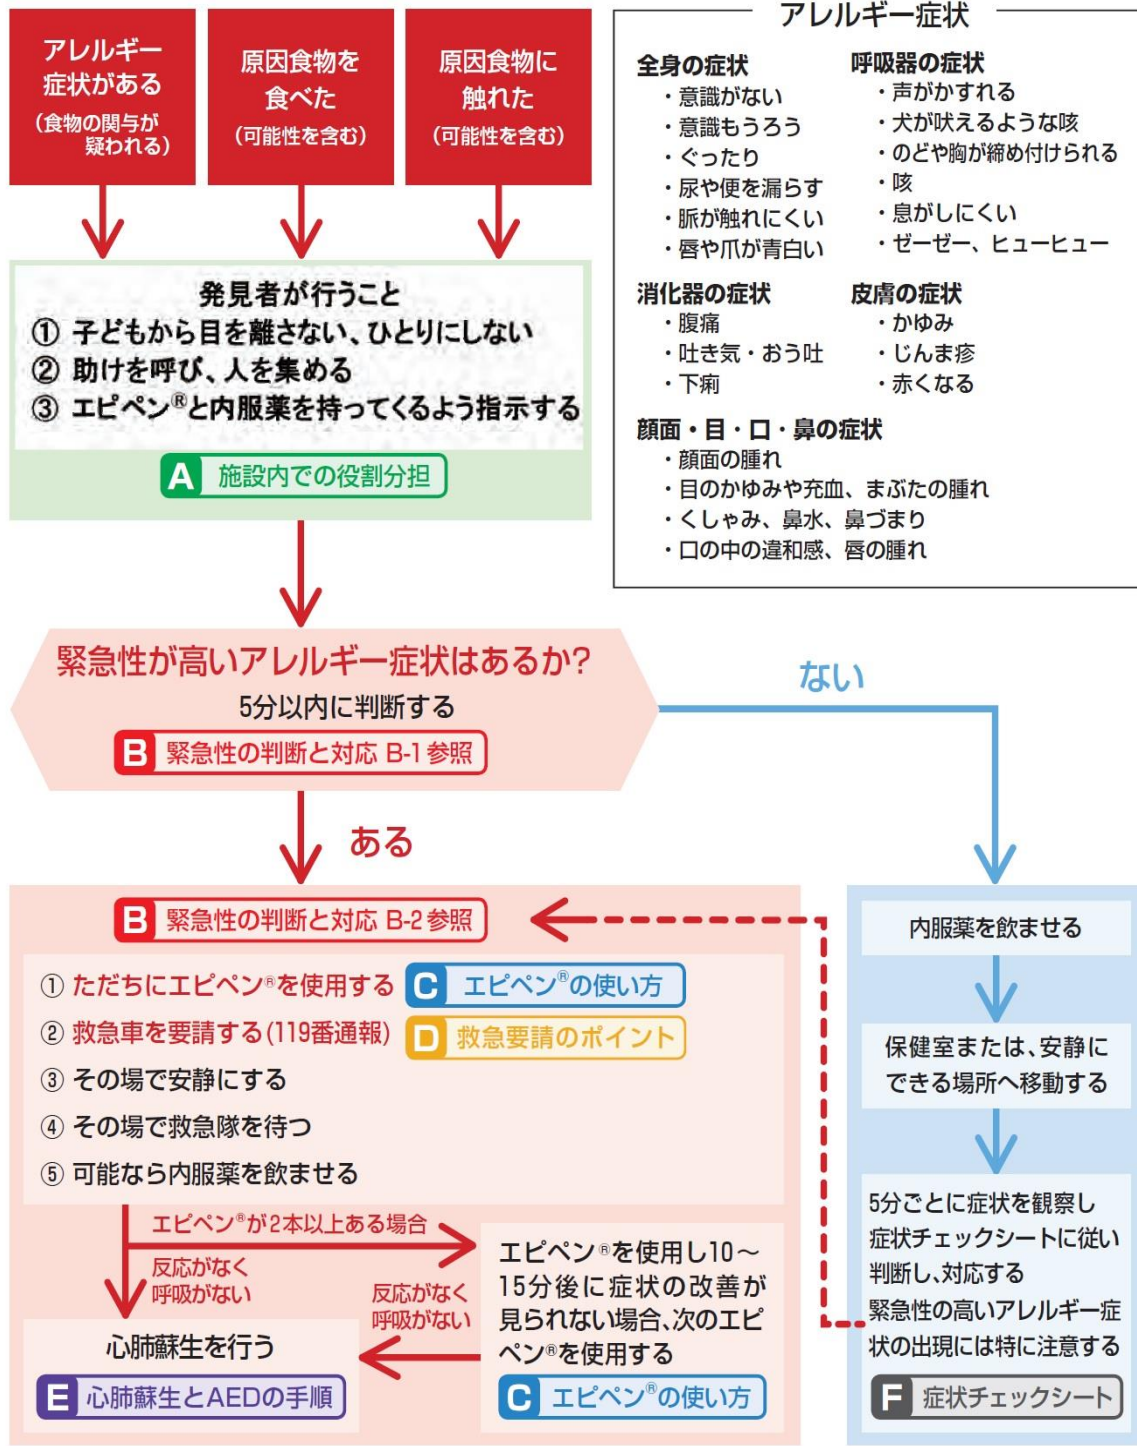 アレルギー
症状がある
(食物の関与が
疑われる)
原因食物を
食べた
(可能性を含む)
原因食物に
触れた
(可能性を含む)
発見者が行うこと
① 子どもから目を離さない、ひとりにしない
② 助けを呼び、人を集める
③ エピペン®と内服薬を持ってくるよう指示する
A 施設内での役割分担
アレルギー症状
全身の症状
・意識がない
・意識もうろう
・ぐったり
・尿や便を漏らす
・脈が触れにくい
・唇や爪が青白い
呼吸器の症状
・声がかすれる
・犬が吠えるような咳
・のどや胸が締め付けられる
・咳
・息がしにくい
・ゼーゼー、ヒューヒュー
消化器の症状
・腹痛
・吐き気・おう吐
・下痢
皮膚の症状
・かゆみ
・じんま疹
・赤くなる
顔面・目・口・鼻の症状
・顔面の腫れ
・目のかゆみや充血、まぶたの腫れ
・くしゃみ、鼻水、鼻づまり
・口の中の違和感、唇の腫れ
緊急性が高いアレルギー症状はあるか?
5分以内に判断する
B 緊急性の判断と対応 B-1参照
ない
ある
B 緊急性の判断と対応 B-2参照
① ただちにエピペン®を使用する C エピペン®の使い方
② 救急車を要請する(119番通報) D 救急要請のポイント
③ その場で安静にする
④ その場で救急隊を待つ
⑤ 可能なら内服薬を飲ませる
エピペン®が2本以上ある場合
反応がなく
呼吸がない
反応がなく
呼吸がない
エピペン®を使用し10〜
15分後に症状の改善が
見られない場合、次のエピ
ペン®を使用する
C エピペン®の使い方
心肺蘇生を行う
E 心肺蘇生とAEDの手順
内服薬を飲ませる
保健室または、安静に
できる場所へ移動する
5分ごとに症状を観察し
症状チェックシートに従い
判断し、対応する
緊急性の高いアレルギー症
状の出現には特に注意する
F 症状チェックシート